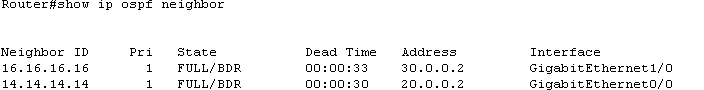 Router#show ip ospf neighbor
Neighbor ID Pri State Dead Time Address Interface
16.16.16.16 1 FULL/BDR 00:00:33 30.0.0.2 GigabitEthernet1/0
14.14.14.14 1 FULL/BDR 00:00:30 20.0.0.2 GigabitEthernet0/0